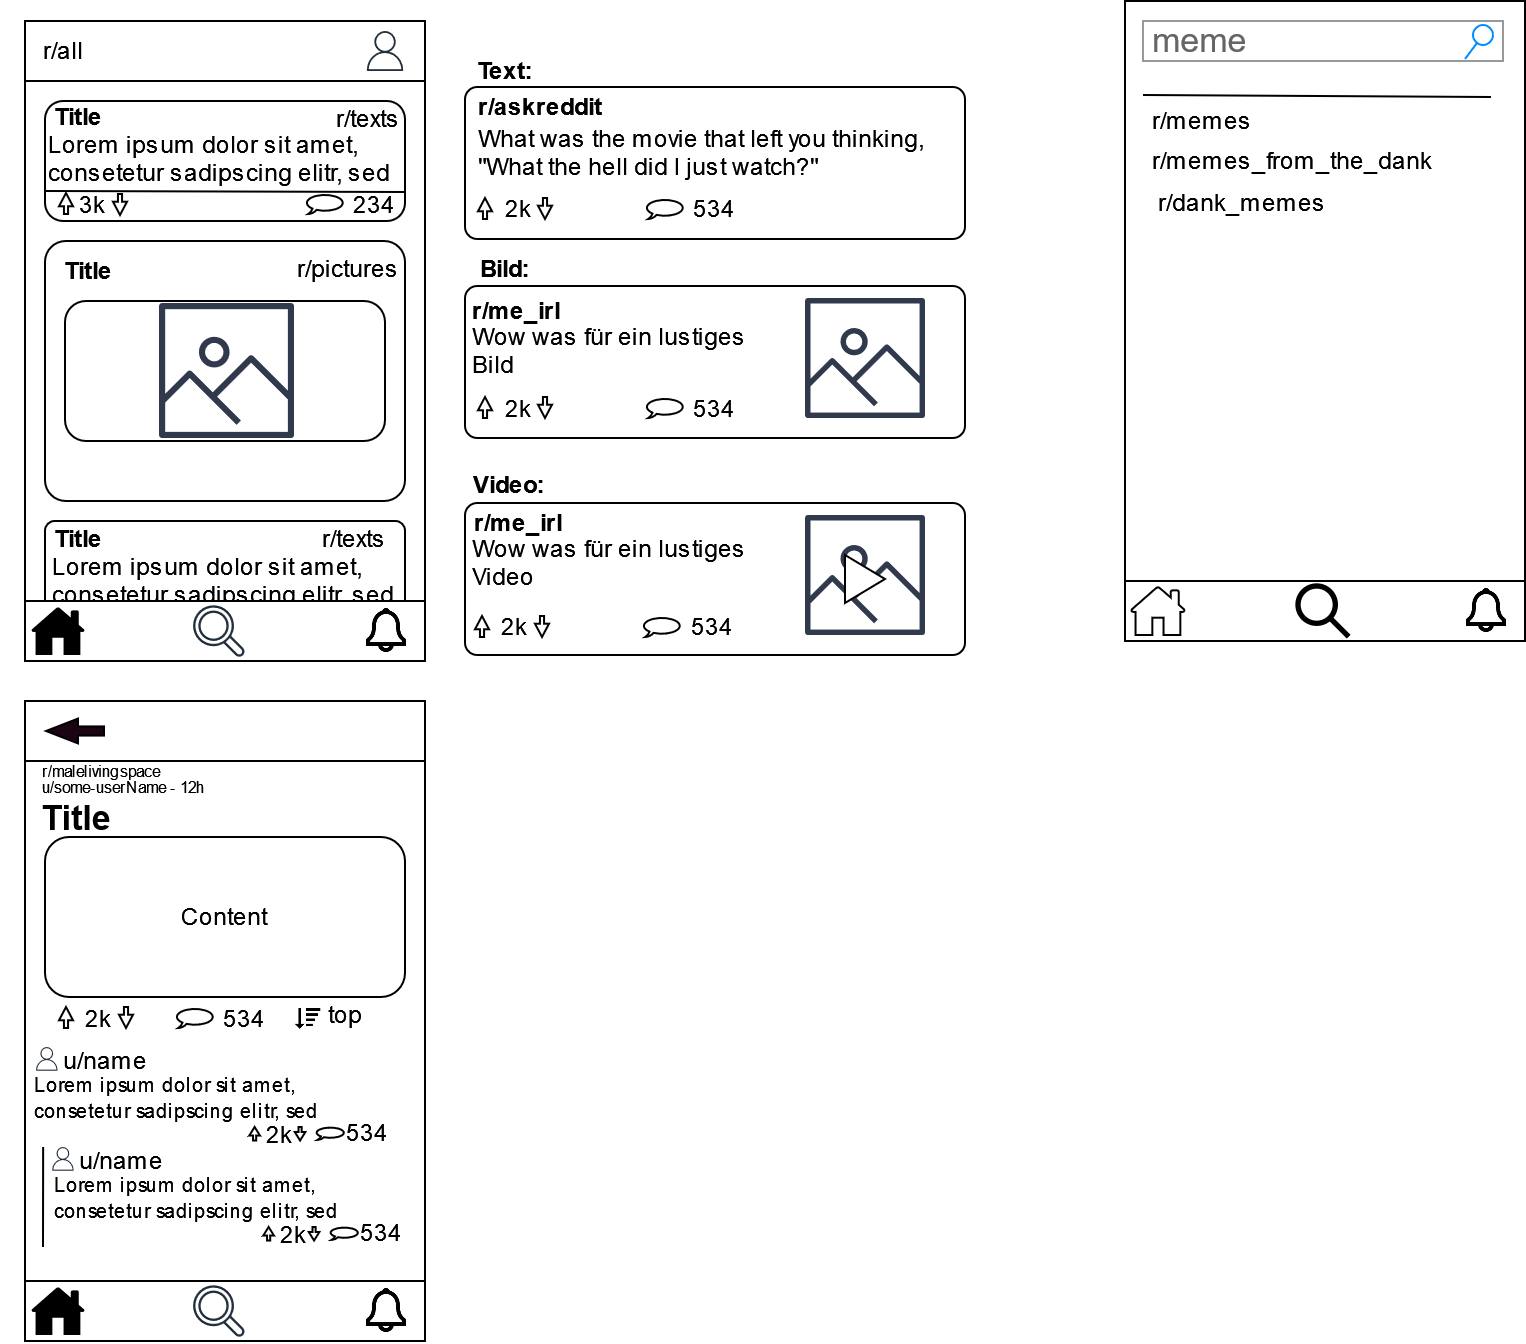 r/all
Title
r/texts
Lorem ipsum dolor sit amet,
consetetur sadipscing elitr, sed
3k
234
Title
r/pictures
Title
r/texts
Lorem ipsum dolor sit amet,
consetetur sadipscing elitr, sed
Text:
r/askreddit
What was the movie that left you thinking,
"What the hell did I just watch?"
2k
534
Bild:
r/me_irl
Wow was für ein lustiges
Bild
2k
534
Video:
r/me_irl
Wow was für ein lustiges
Video
2k
534
meme
r/memes
r/memes_from_the_dank
r/dank_memes
r/malelivingspace
u/some-userName - 12h
Title
Content
2k
534
top
u/name
Lorem ipsum dolor sit amet,
consetetur sadipscing elitr, sed
2k
534
u/name
Lorem ipsum dolor sit amet,
consetetur sadipscing elitr, sed
2k
534